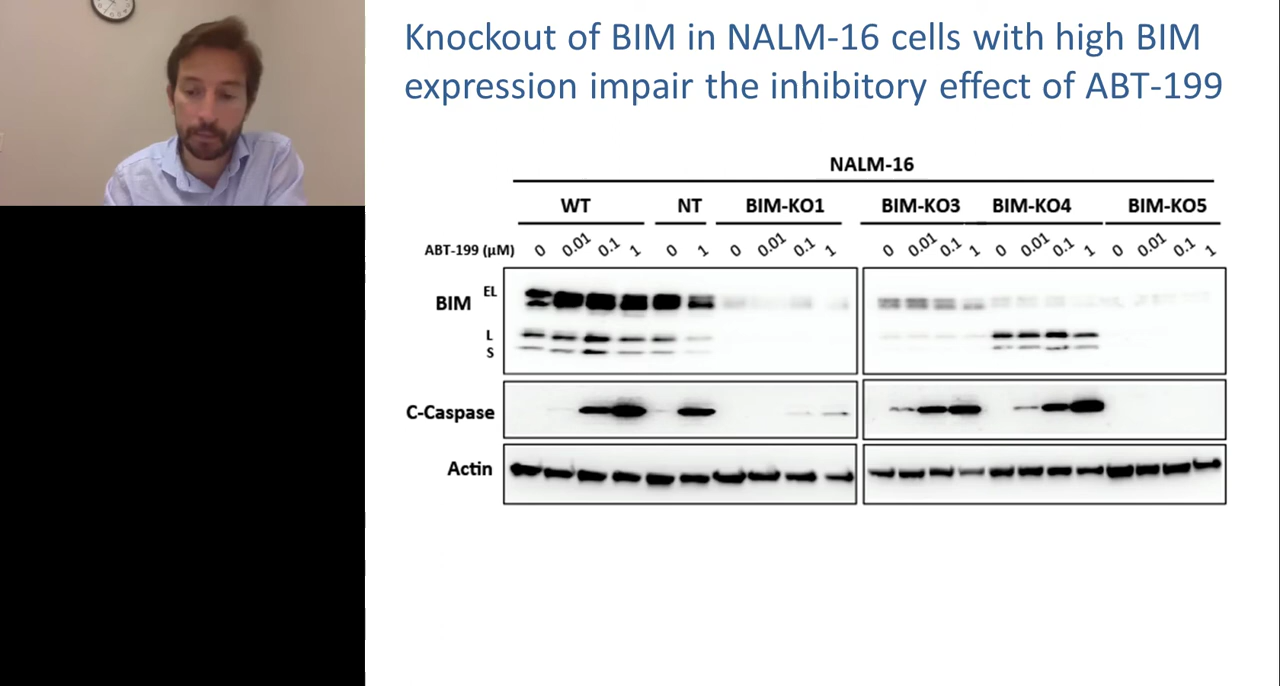 Knockout of BIM in NALM-16 cells with high BIM
expression impair the inhibitory effect of ABT-199
NALM-16
WT NT BIM-KO1 BIM-KO3 BIM-KO4 BIM-KO5
ABT-199 (µM) 0 0.01 0.1 1 0 1 0 0.01 0.1 1 0 0.01 0.1 1 0 0.01 0.1 1 0 0.01 0.1 1
BIM EL
L
S
C-Caspase
Actin